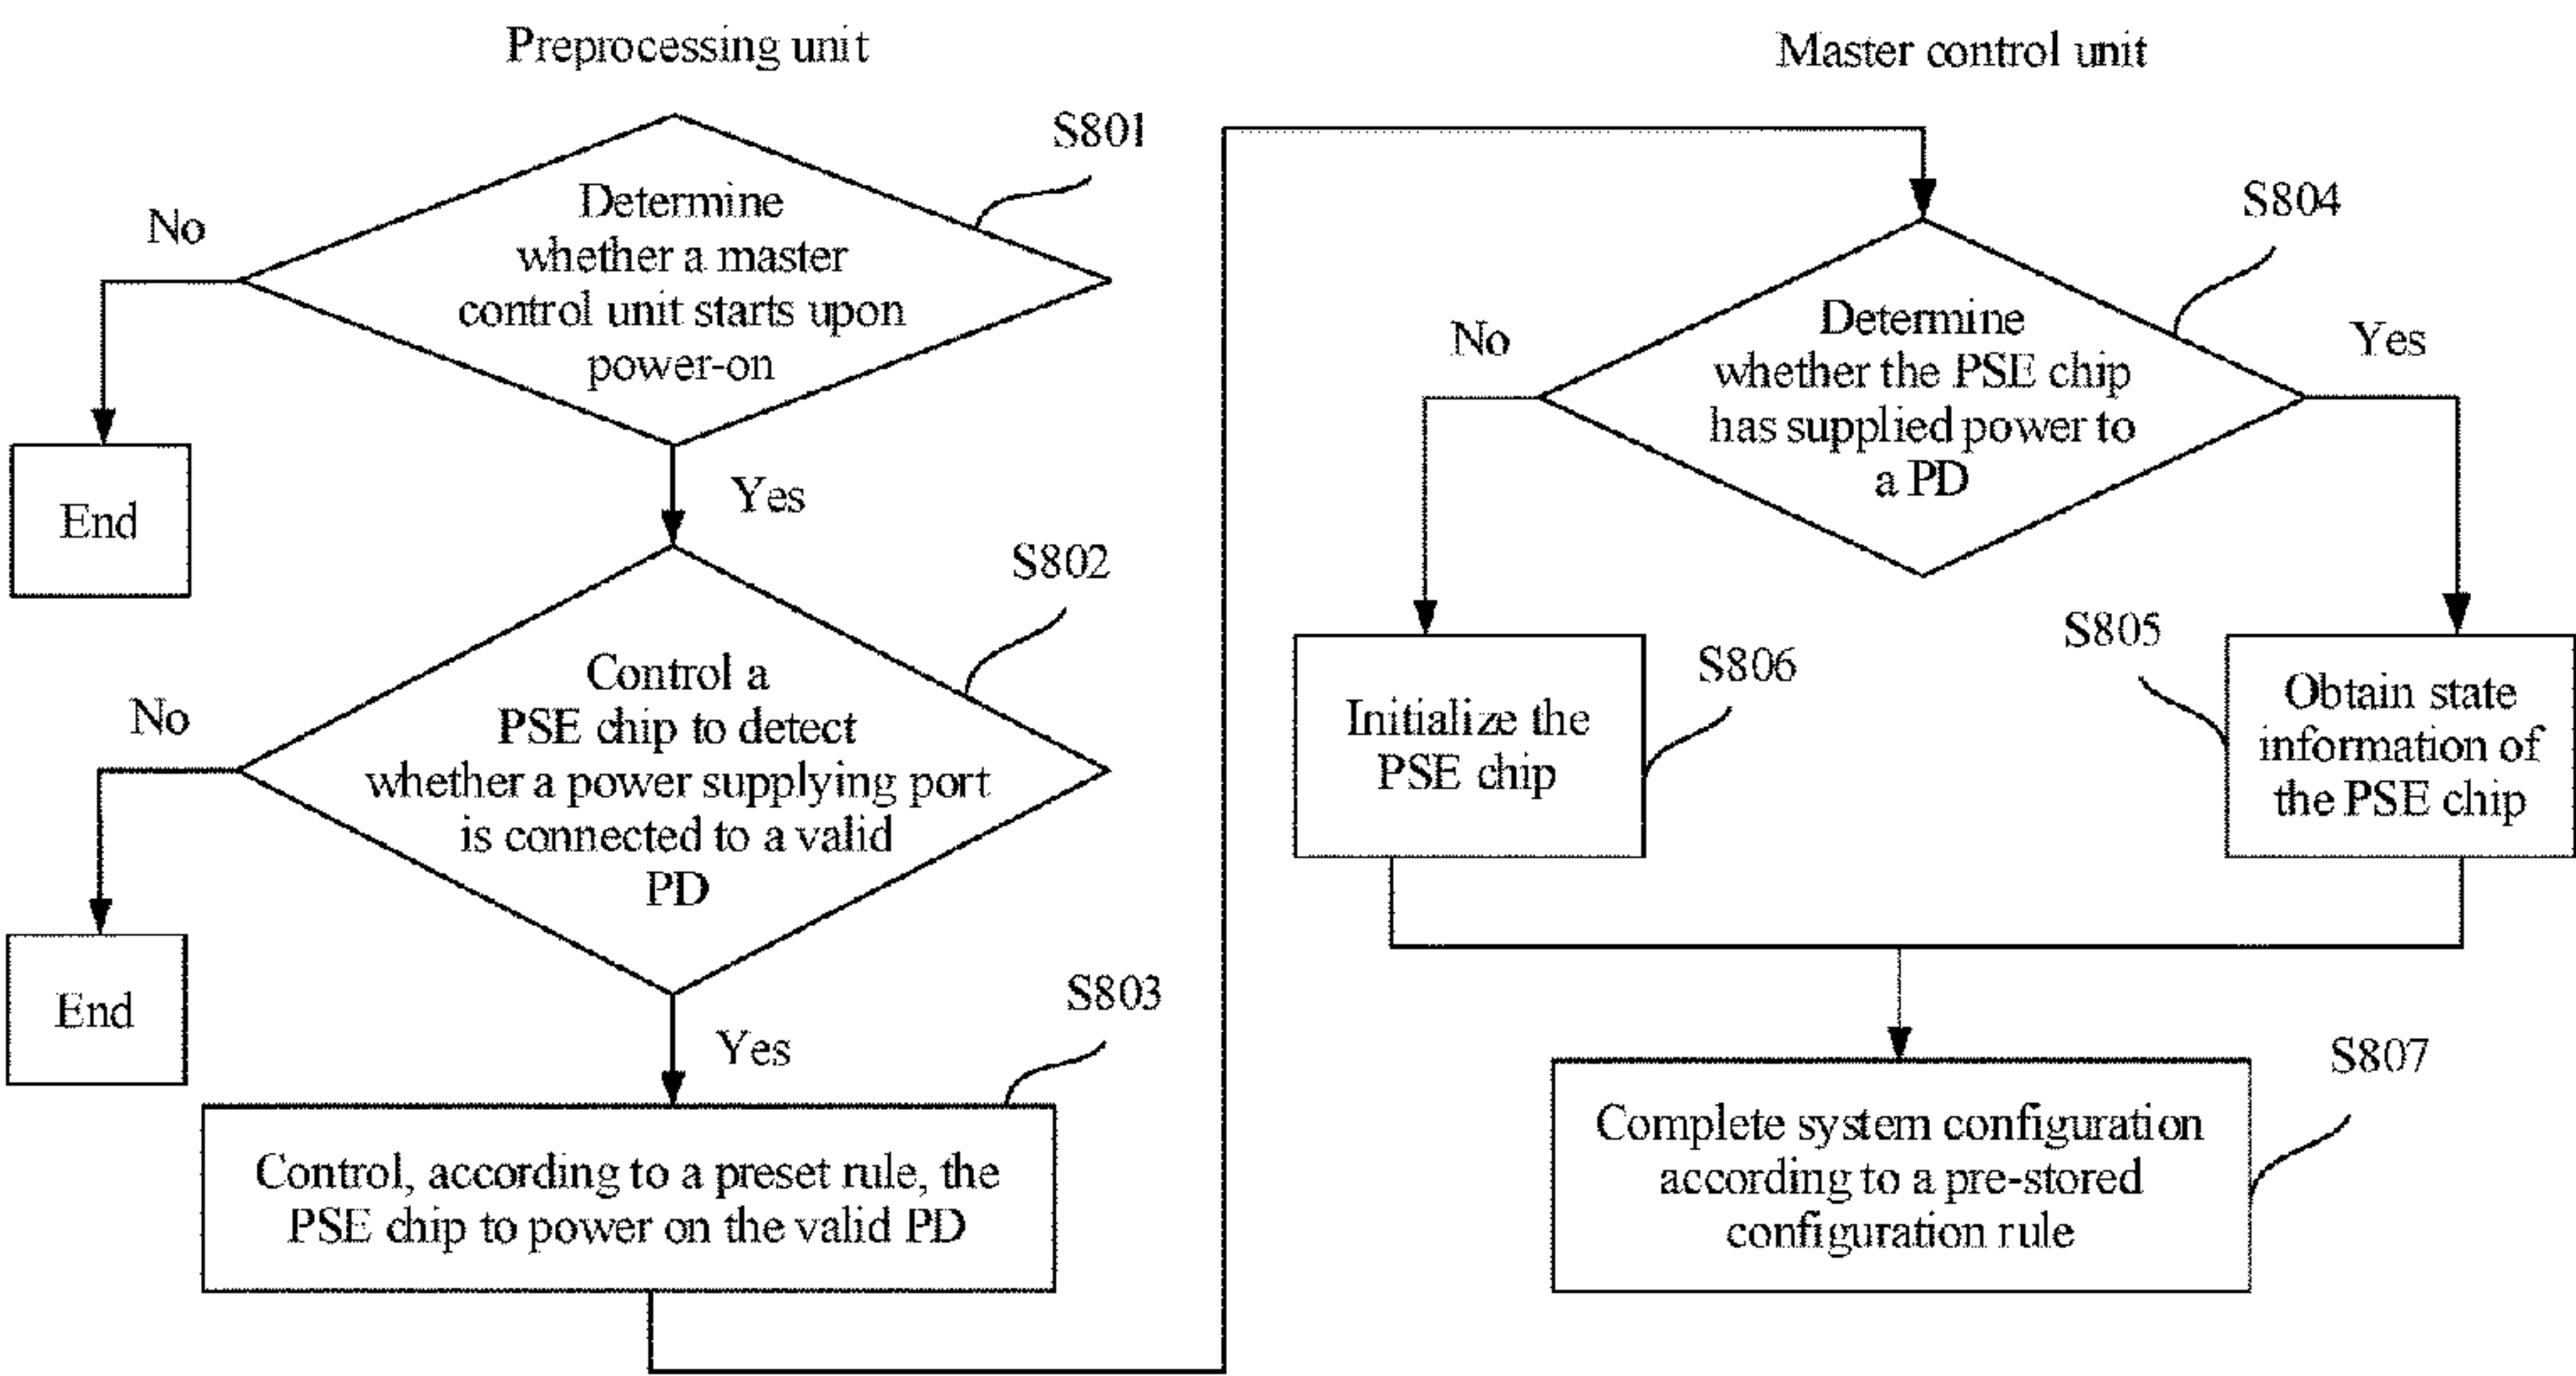 Preprocessing unit
S801
Determine
whether a master
control unit starts upon
power-on
No
End
Yes
S802
Control a
PSE chip to detect
whether a power supplying port
is connected to a valid
PD
No
End
Yes
S803
Control, according to a preset rule, the
PSE chip to power on the valid PD
Master control unit
S804
Determine
whether the PSE chip
has supplied power to
a PD
No
Yes
S806
Initialize the
PSE chip
S805
Obtain state
information of
the PSE chip
S807
Complete system configuration
according to a pre-stored
configuration rule